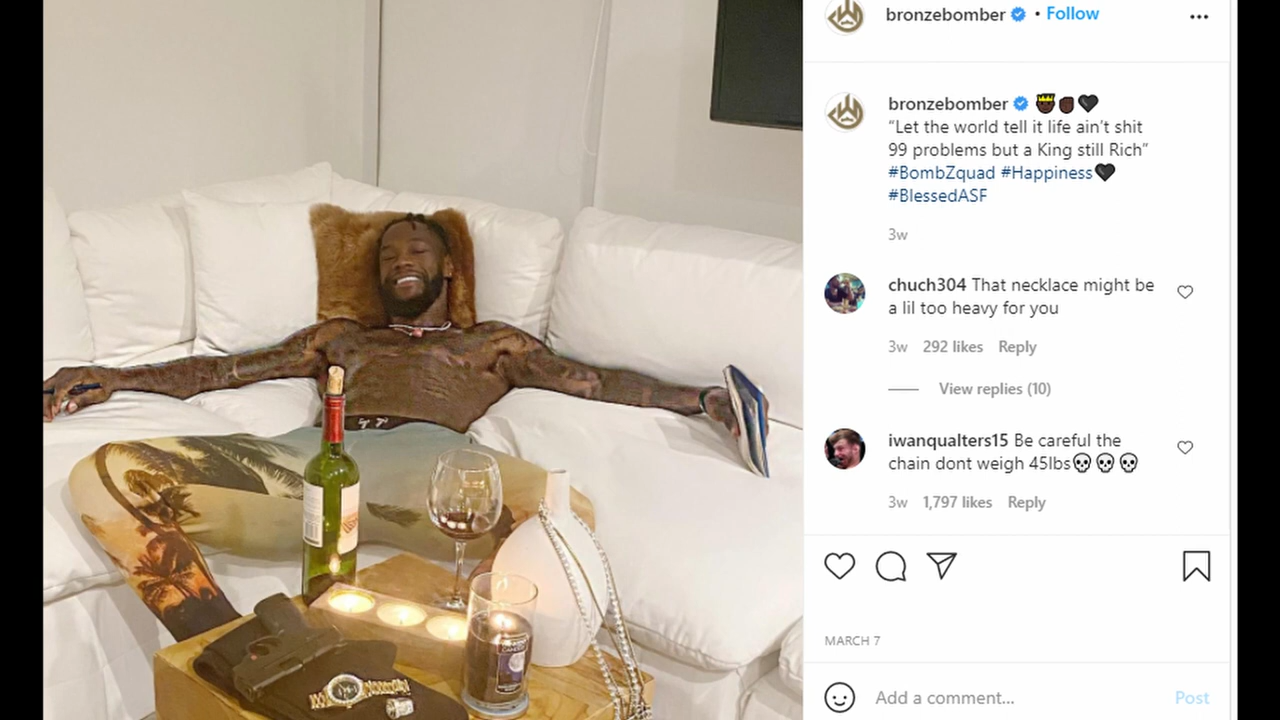 bronzebomber • Follow
bronzebomber 🤴🏿✊🏿🖤
“Let the world tell it life ain’t shit
99 problems but a King still Rich”
#BombZquad #Happiness🖤
#BlessedASF
3w
chuch304 That necklace might be
a lil too heavy for you
3w 292 likes Reply
View replies (10)
iwanqualters15 Be careful the
chain dont weigh 45lbs💀💀💀
3w 1,797 likes Reply
MARCH 7
Add a comment... Post